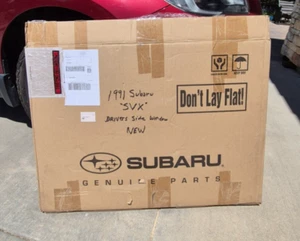 1991 Subaru
"SVX"
Drivers Side Window
NEW
Don't Lay Flat!
SUBARU
GENUINE PARTS